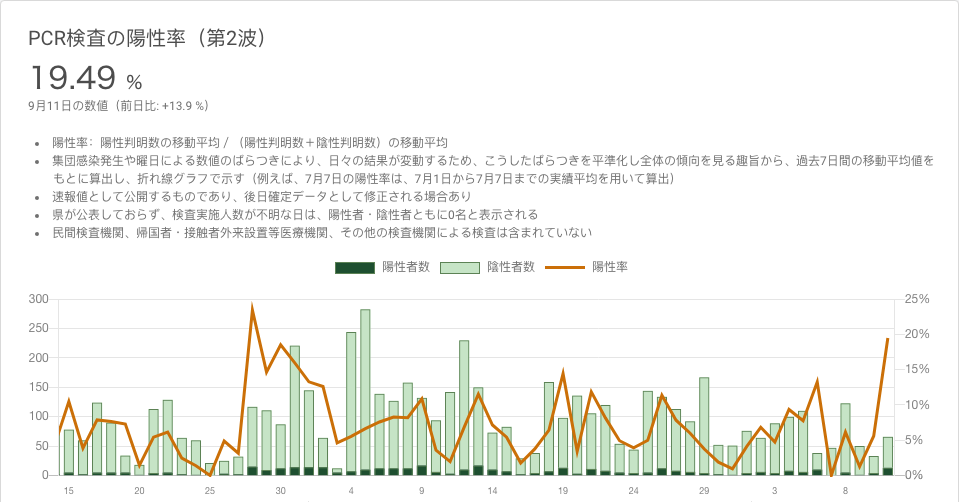 PCR検査の陽性率（第2波）
19.49 %
9月11日の数値（前日比: +13.9 %）
• 陽性率：陽性判明数の移動平均 / （陽性判明数＋陰性判明数）の移動平均
• 集団感染発生や曜日による数値のばらつきにより、日々の結果が変動するため、こうしたばらつきを平準化し全体の傾向を見る趣旨から、過去7日間の移動平均値を
もとに算出し、折れ線グラフで示す（例えば、7月7日の陽性率は、7月1日から7月7日までの実績平均を用いて算出）
• 速報値として公開するものであり、後日確定データとして修正される場合あり
• 県が公表しておらず、検査実施人数が不明な日は、陽性者・陰性者ともに0名と表示される
• 民間検査機関、帰国者・接触者外来設置等医療機関、その他の検査機関による検査は含まれていない
陽性者数 陰性者数 陽性率
300 25%
250 20%
200
150 15%
100 10%
50 5%
0 0%
15 20 25 30 4 9 14 19 24 29 3 8